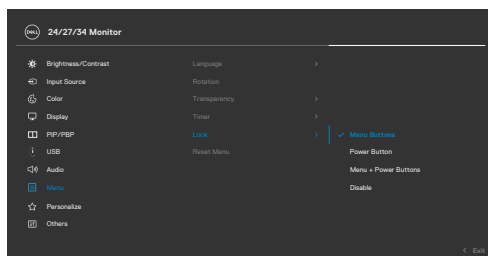 DELL 24/27/34 Monitor
Brightness/Contrast Language >
Input Source Rotation
Color Transparency >
Display Timer >
PIP/PBP Lock > ✓ Menu Buttons
USB Reset Menu Power Button
Audio Menu + Power Buttons
Menu Disable
Personalize
Others
< Exit